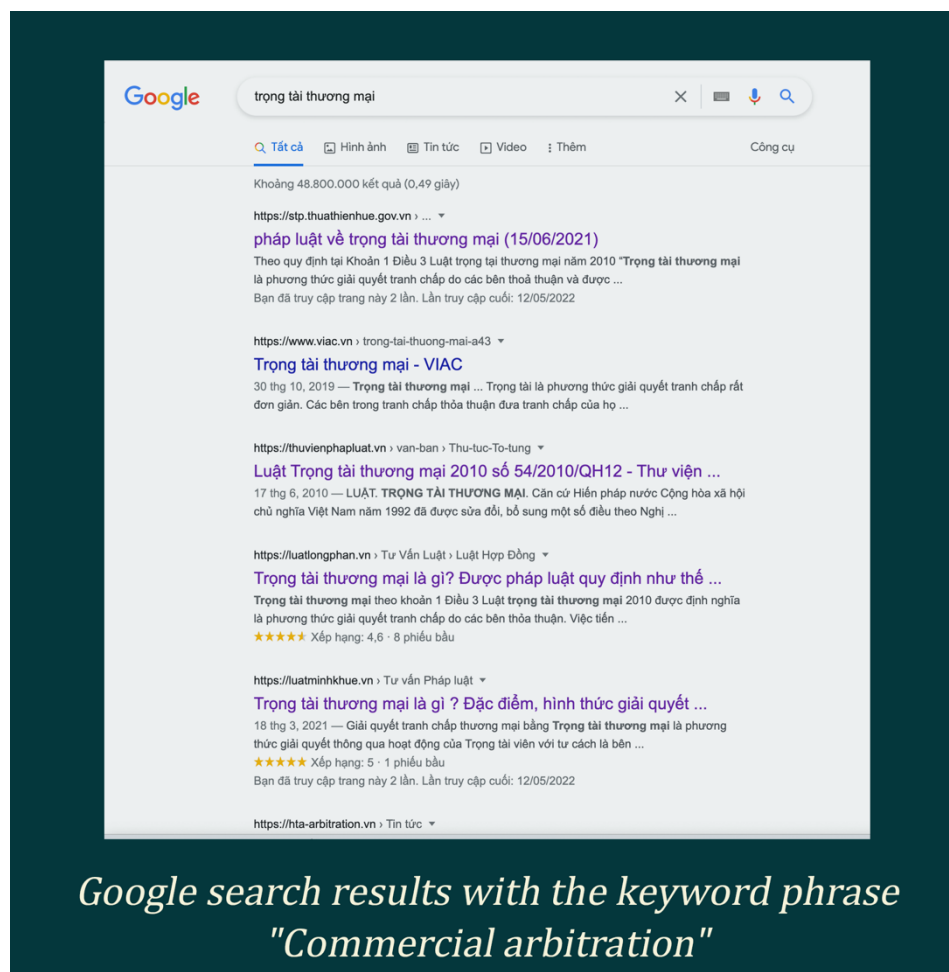 Google
trọng tài thương mại
Tất cả Hình ảnh Tin tức Video Thêm Công cụ
Khoảng 48.800.000 kết quả (0,49 giây)
https://stp.thuathienhue.gov.vn › ...
pháp luật về trọng tài thương mại (15/06/2021)
Theo quy định tại Khoản 1 Điều 3 Luật trọng tại thương mại năm 2010 "Trọng tài thương mại
là phương thức giải quyết tranh chấp do các bên thoả thuận và được ...
Bạn đã truy cập trang này 2 lần. Lần truy cập cuối: 12/05/2022
https://www.viac.vn › trong-tai-thuong-mai-a43
Trọng tài thương mại - VIAC
30 thg 10, 2019 — Trọng tài thương mại ... Trọng tài là phương thức giải quyết tranh chấp rất
đơn giản. Các bên trong tranh chấp thỏa thuận đưa tranh chấp của họ ...
https://thuvienphapluat.vn › van-ban › Thu-tuc-To-tung
Luật Trọng tài thương mại 2010 số 54/2010/QH12 - Thư viện ...
17 thg 6, 2010 — LUẬT. TRỌNG TÀI THƯƠNG MẠI. Căn cứ Hiến pháp nước Cộng hòa xã hội
chủ nghĩa Việt Nam năm 1992 đã được sửa đổi, bổ sung một số điều theo Nghị ...
https://luatlongphan.vn › Tư Vấn Luật › Luật Hợp Đồng
Trọng tài thương mại là gì? Được pháp luật quy định như thế ...
Trọng tài thương mại theo khoản 1 Điều 3 Luật trọng tài thương mại 2010 được định nghĩa
là phương thức giải quyết tranh chấp do các bên thỏa thuận. Việc tiến ...
★★★★★ Xếp hạng: 4,6 · 8 phiếu bầu
https://luatminhkhue.vn › Tư vấn Pháp luật
Trọng tài thương mại là gì ? Đặc điểm, hình thức giải quyết ...
18 thg 3, 2021 — Giải quyết tranh chấp thương mại bằng Trọng tài thương mại là phương
thức giải quyết thông qua hoạt động của Trọng tài viên với tư cách là bên ...
★★★★★ Xếp hạng: 5 · 1 phiếu bầu
Bạn đã truy cập trang này 2 lần. Lần truy cập cuối: 12/05/2022
https://hta-arbitration.vn › Tin tức
Google search results with the keyword phrase
"Commercial arbitration"